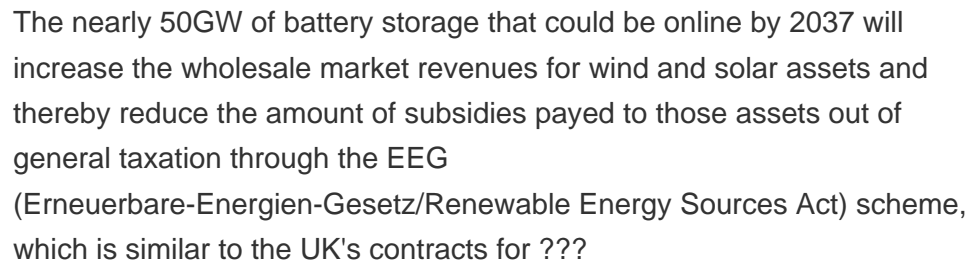 The nearly 50GW of battery storage that could be online by 2037 will
increase the wholesale market revenues for wind and solar assets and
thereby reduce the amount of subsidies payed to those assets out of
general taxation through the EEG
(Erneuerbare-Energien-Gesetz/Renewable Energy Sources Act) scheme,
which is similar to the UK's contracts for ???